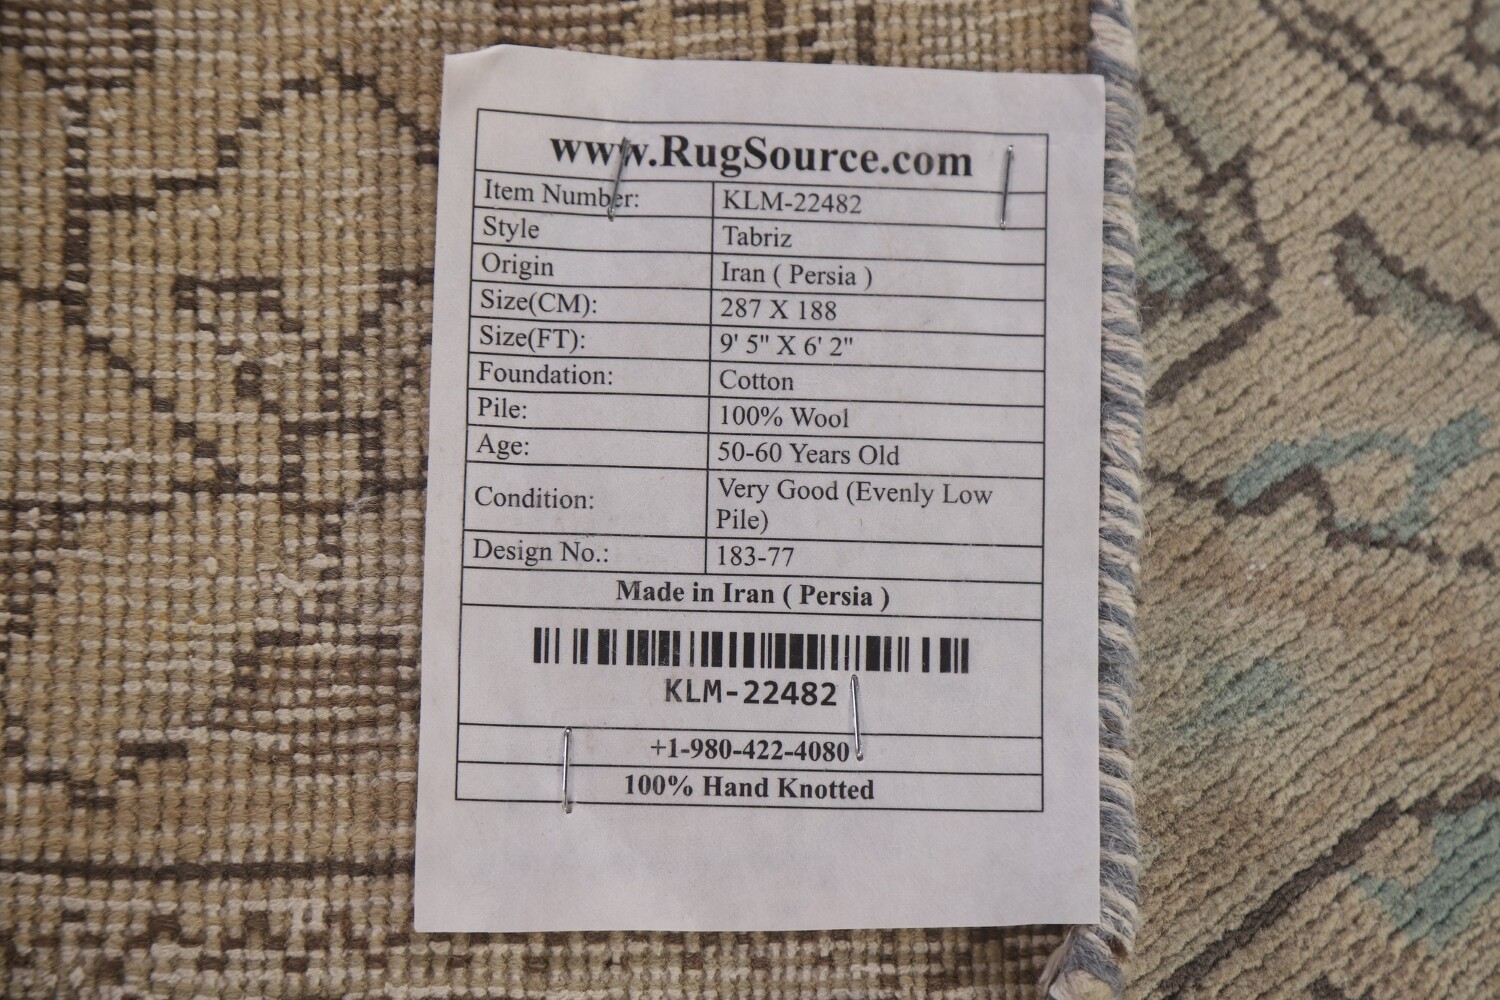 www.RugSource.com
Item Number: KLM-22482
Style Tabriz
Origin Iran ( Persia )
Size(CM): 287 X 188
Size(FT): 9' 5" X 6' 2"
Foundation: Cotton
Pile: 100% Wool
Age: 50-60 Years Old
Condition: Very Good (Evenly Low
Pile)
Design No.: 183-77
Made in Iran ( Persia )
KLM-22482
+1-980-422-4080
100% Hand Knotted